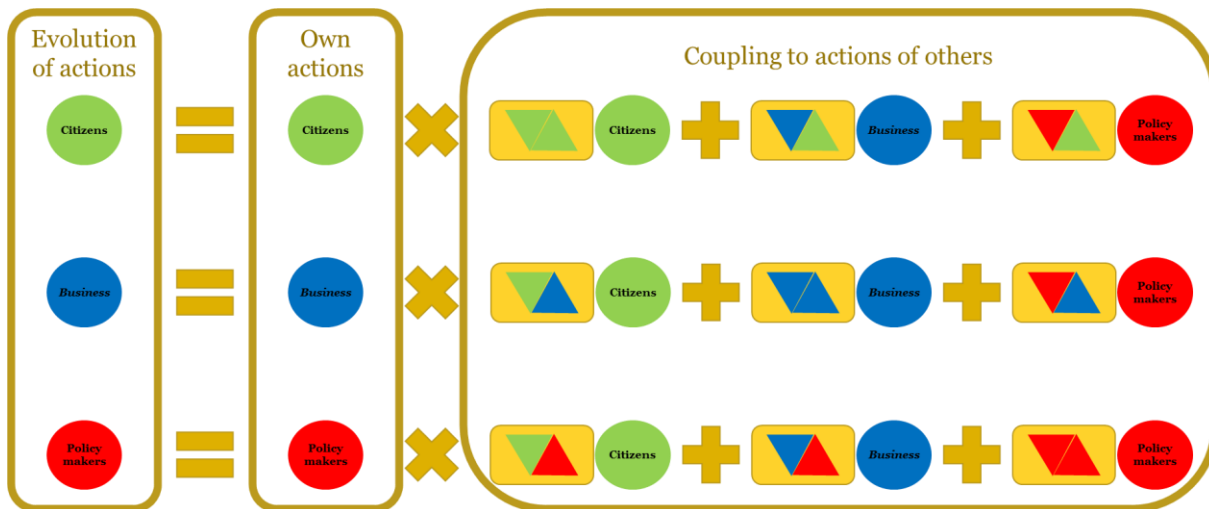 Evolution
of actions
Own
actions
Coupling to actions of others
Citizens
Citizens
Citizens
Business
Policy
makers
Business
Business
Citizens
Business
Policy
makers
Policy
makers
Policy
makers
Citizens
Business
Policy
makers